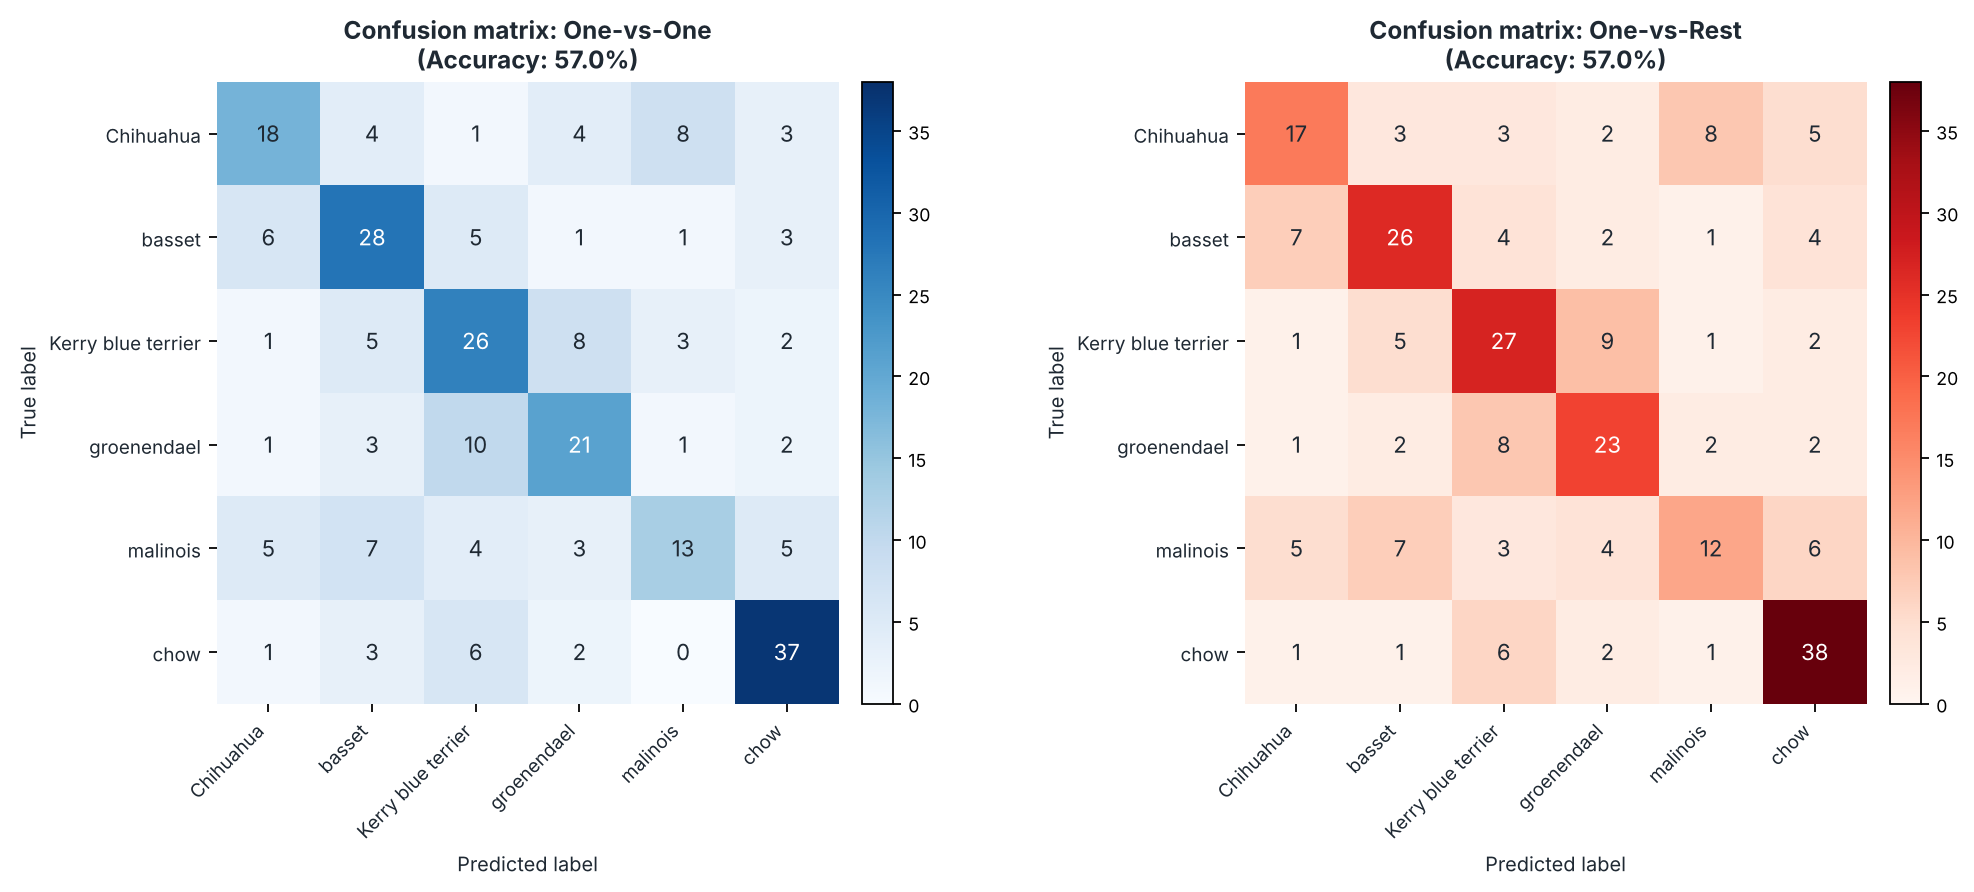 Confusion matrix: One-vs-One
(Accuracy: 57.0%)
True label
Chihuahua 18 4 1 4 8 3
basset 6 28 5 1 1 3
Kerry blue terrier 1 5 26 8 3 2
groenendael 1 3 10 21 1 2
malinois 5 7 4 3 13 5
chow 1 3 6 2 0 37
Chihuahua basset Kerry blue terrier groenendael malinois chow
Predicted label
35
30
25
20
15
10
5
0
Confusion matrix: One-vs-Rest
(Accuracy: 57.0%)
True label
Chihuahua 17 3 3 2 8 5
basset 7 26 4 2 1 4
Kerry blue terrier 1 5 27 9 1 2
groenendael 1 2 8 23 2 2
malinois 5 7 3 4 12 6
chow 1 1 6 2 1 38
Chihuahua basset Kerry blue terrier groenendael malinois chow
Predicted label
35
30
25
20
15
10
5
0